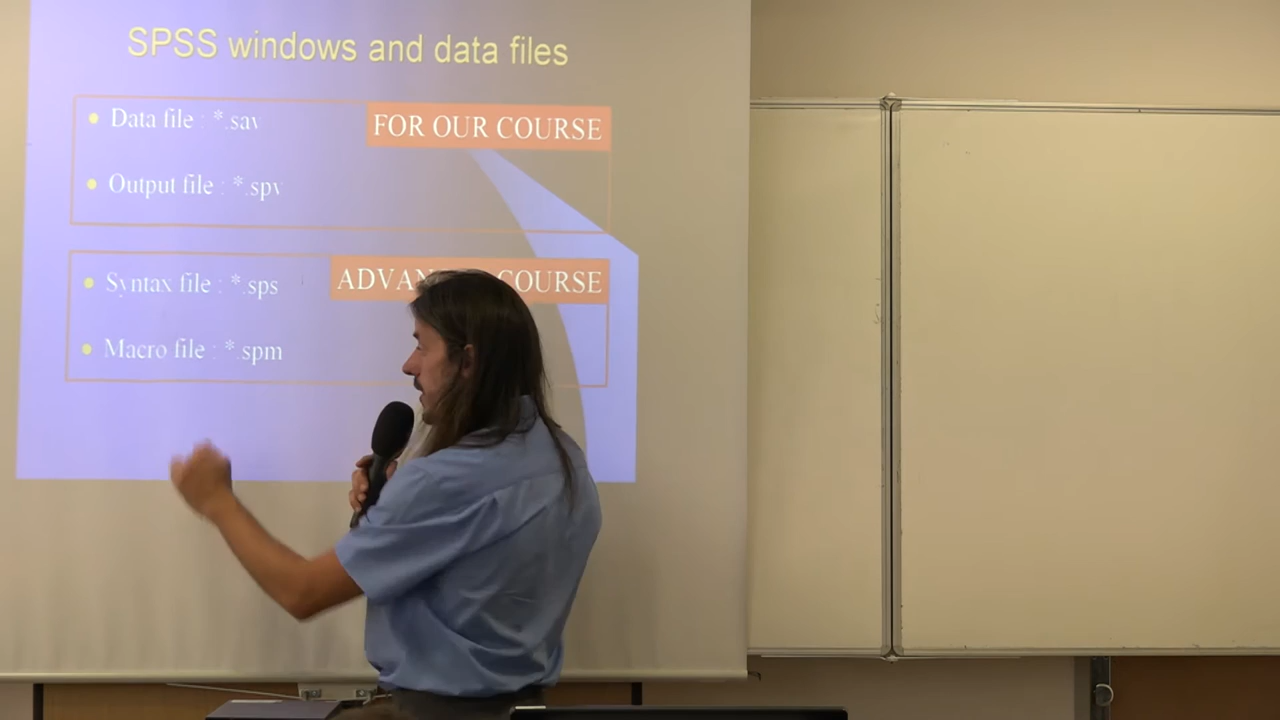 SPSS windows and data files
Data file : *.sav
FOR OUR COURSE
Output file : *.spv
Syntax file : *.sps
COURSE
Macro file : *.spm